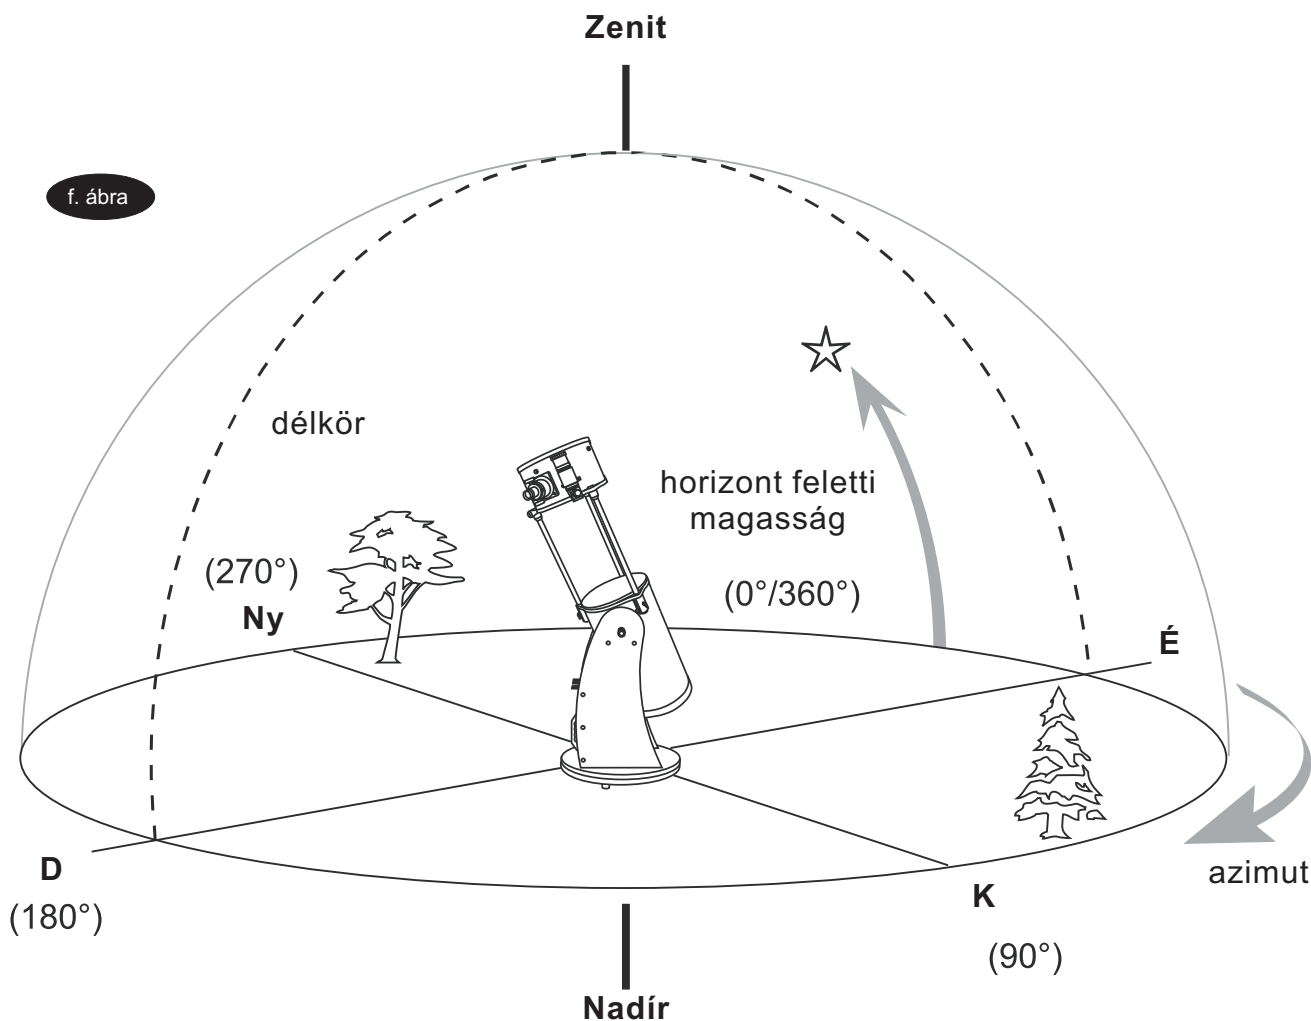 Zenit
f. ábra
délkör
horizont feletti
magasság
(270°)
Ny
(0°/360°)
É
D
(180°)
azimut
K
(90°)
Nadír